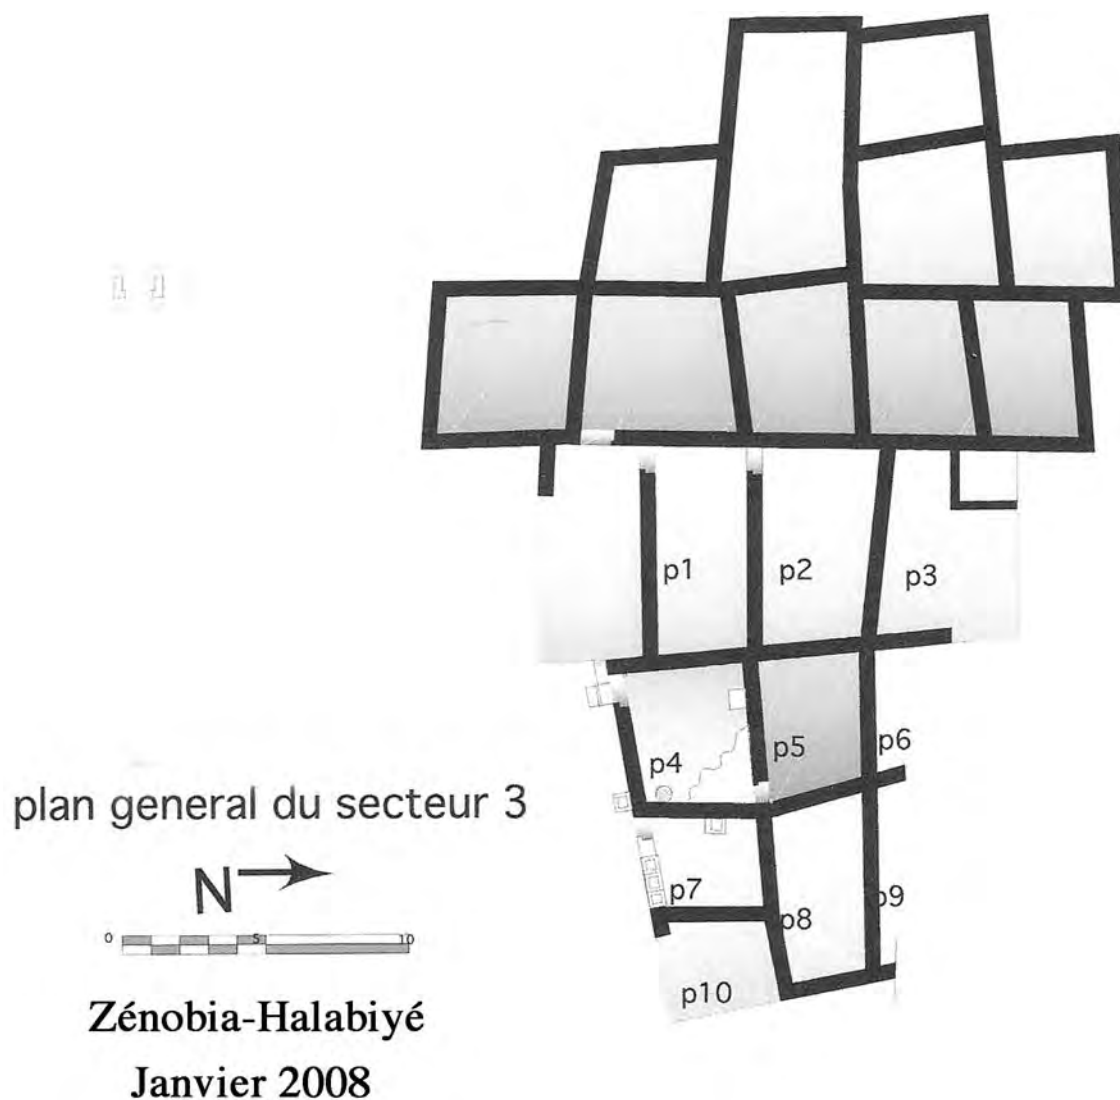 p1
p2
p3
p4
p5
p6
plan general du secteur 3
N
0 5 10
p7
p8
p9
p10
Zénobia-Halabiyé
Janvier 2008